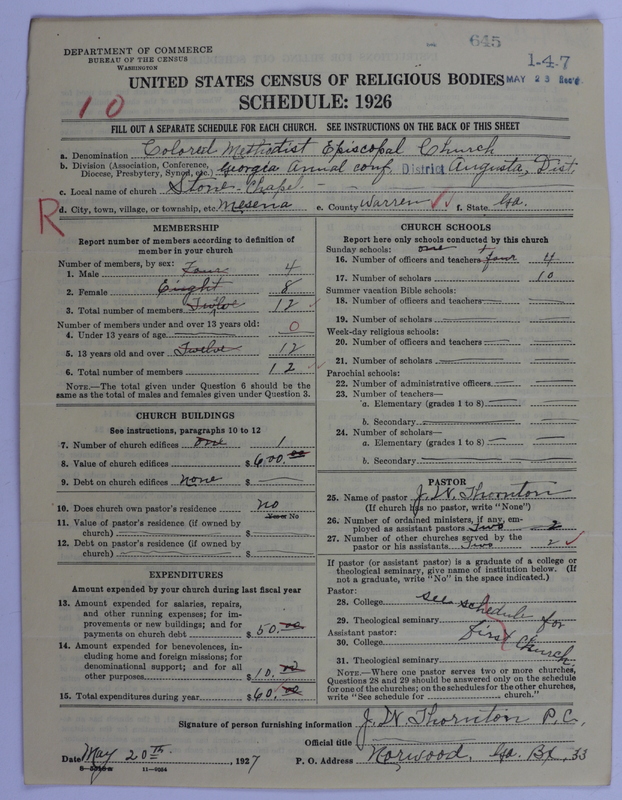 645
1-4-7
DEPARTMENT OF COMMERCE
BUREAU OF THE CENSUS
WASHINGTON
MAY 23 Rec'd
UNITED STATES CENSUS OF RELIGIOUS BODIES
10
SCHEDULE: 1926
FILL OUT A SEPARATE SCHEDULE FOR EACH CHURCH. SEE INSTRUCTIONS ON THE BACK OF THIS SHEET
a. Denomination Colored Methodist Episcopal Church
b. Division (Association, Conference, Diocese, Presbytery, Synod, etc.) Georgia Annual Conf. District Augusta, Dist.
c. Local name of church Stone Chapel
R
d. City, town, village, or township, etc. Mesena e. County Warren f. State Ga.
MEMBERSHIP
Report number of members according to definition of
member in your church
Number of members, by sex:
1. Male Four 4
2. Female Eight 8
3. Total number of members Twelve 12
Number of members under and over 13 years old:
4. Under 13 years of age 0
5. 13 years old and over Twelve 12
6. Total number of members 12
NOTE.—The total given under Question 6 should be the
same as the total of males and females given under Question 3.
CHURCH BUILDINGS
See instructions, paragraphs 10 to 12
7. Number of church edifices one 1
8. Value of church edifices $ 600.00
9. Debt on church edifices none $
10. Does church own pastor's residence No
Yes or No
11. Value of pastor's residence (if owned by
church) $
12. Debt on pastor's residence (if owned by
church) $
EXPENDITURES
Amount expended by your church during last fiscal year
13. Amount expended for salaries, repairs,
and other running expenses; for im-
provements or new buildings; and for
payments on church debt $ 50.00
14. Amount expended for benevolences, in-
cluding home and foreign missions; for
denominational support; and for all
other purposes $ 10.00
15. Total expenditures during year $ 60.00
CHURCH SCHOOLS
Report here only schools conducted by this church
Sunday schools: one
16. Number of officers and teachers four 4
17. Number of scholars 10
Summer vacation Bible schools:
18. Number of officers and teachers
19. Number of scholars
Week-day religious schools:
20. Number of officers and teachers
21. Number of scholars
Parochial schools:
22. Number of administrative officers
23. Number of teachers—
a. Elementary (grades 1 to 8)
b. Secondary
24. Number of scholars—
a. Elementary (grades 1 to 8)
b. Secondary
PASTOR
25. Name of pastor J. W. Thornton
(If church has no pastor, write "None")
26. Number of ordained ministers, if any, em-
ployed as assistant pastors Two 2
27. Number of other churches served by the
pastor or his assistants Two 2
If pastor (or assistant pastor) is a graduate of a college or
theological seminary, give name of institution below. (If
not a graduate, write "No" in the space indicated.)
Pastor:
28. College see schedule for
29. Theological seminary
Assistant pastor: First Church
30. College
31. Theological seminary
NOTE.—Where one pastor serves two or more churches,
Questions 28 and 29 should be answered only on the schedule
for one of the churches; on the schedules for the other churches,
write "See schedule for church."
Signature of person furnishing information J. W. Thornton P.C.,
Official title
Date May 20th, 1927 P. O. Address Norwood, Ga. Bx, 33
11-9024